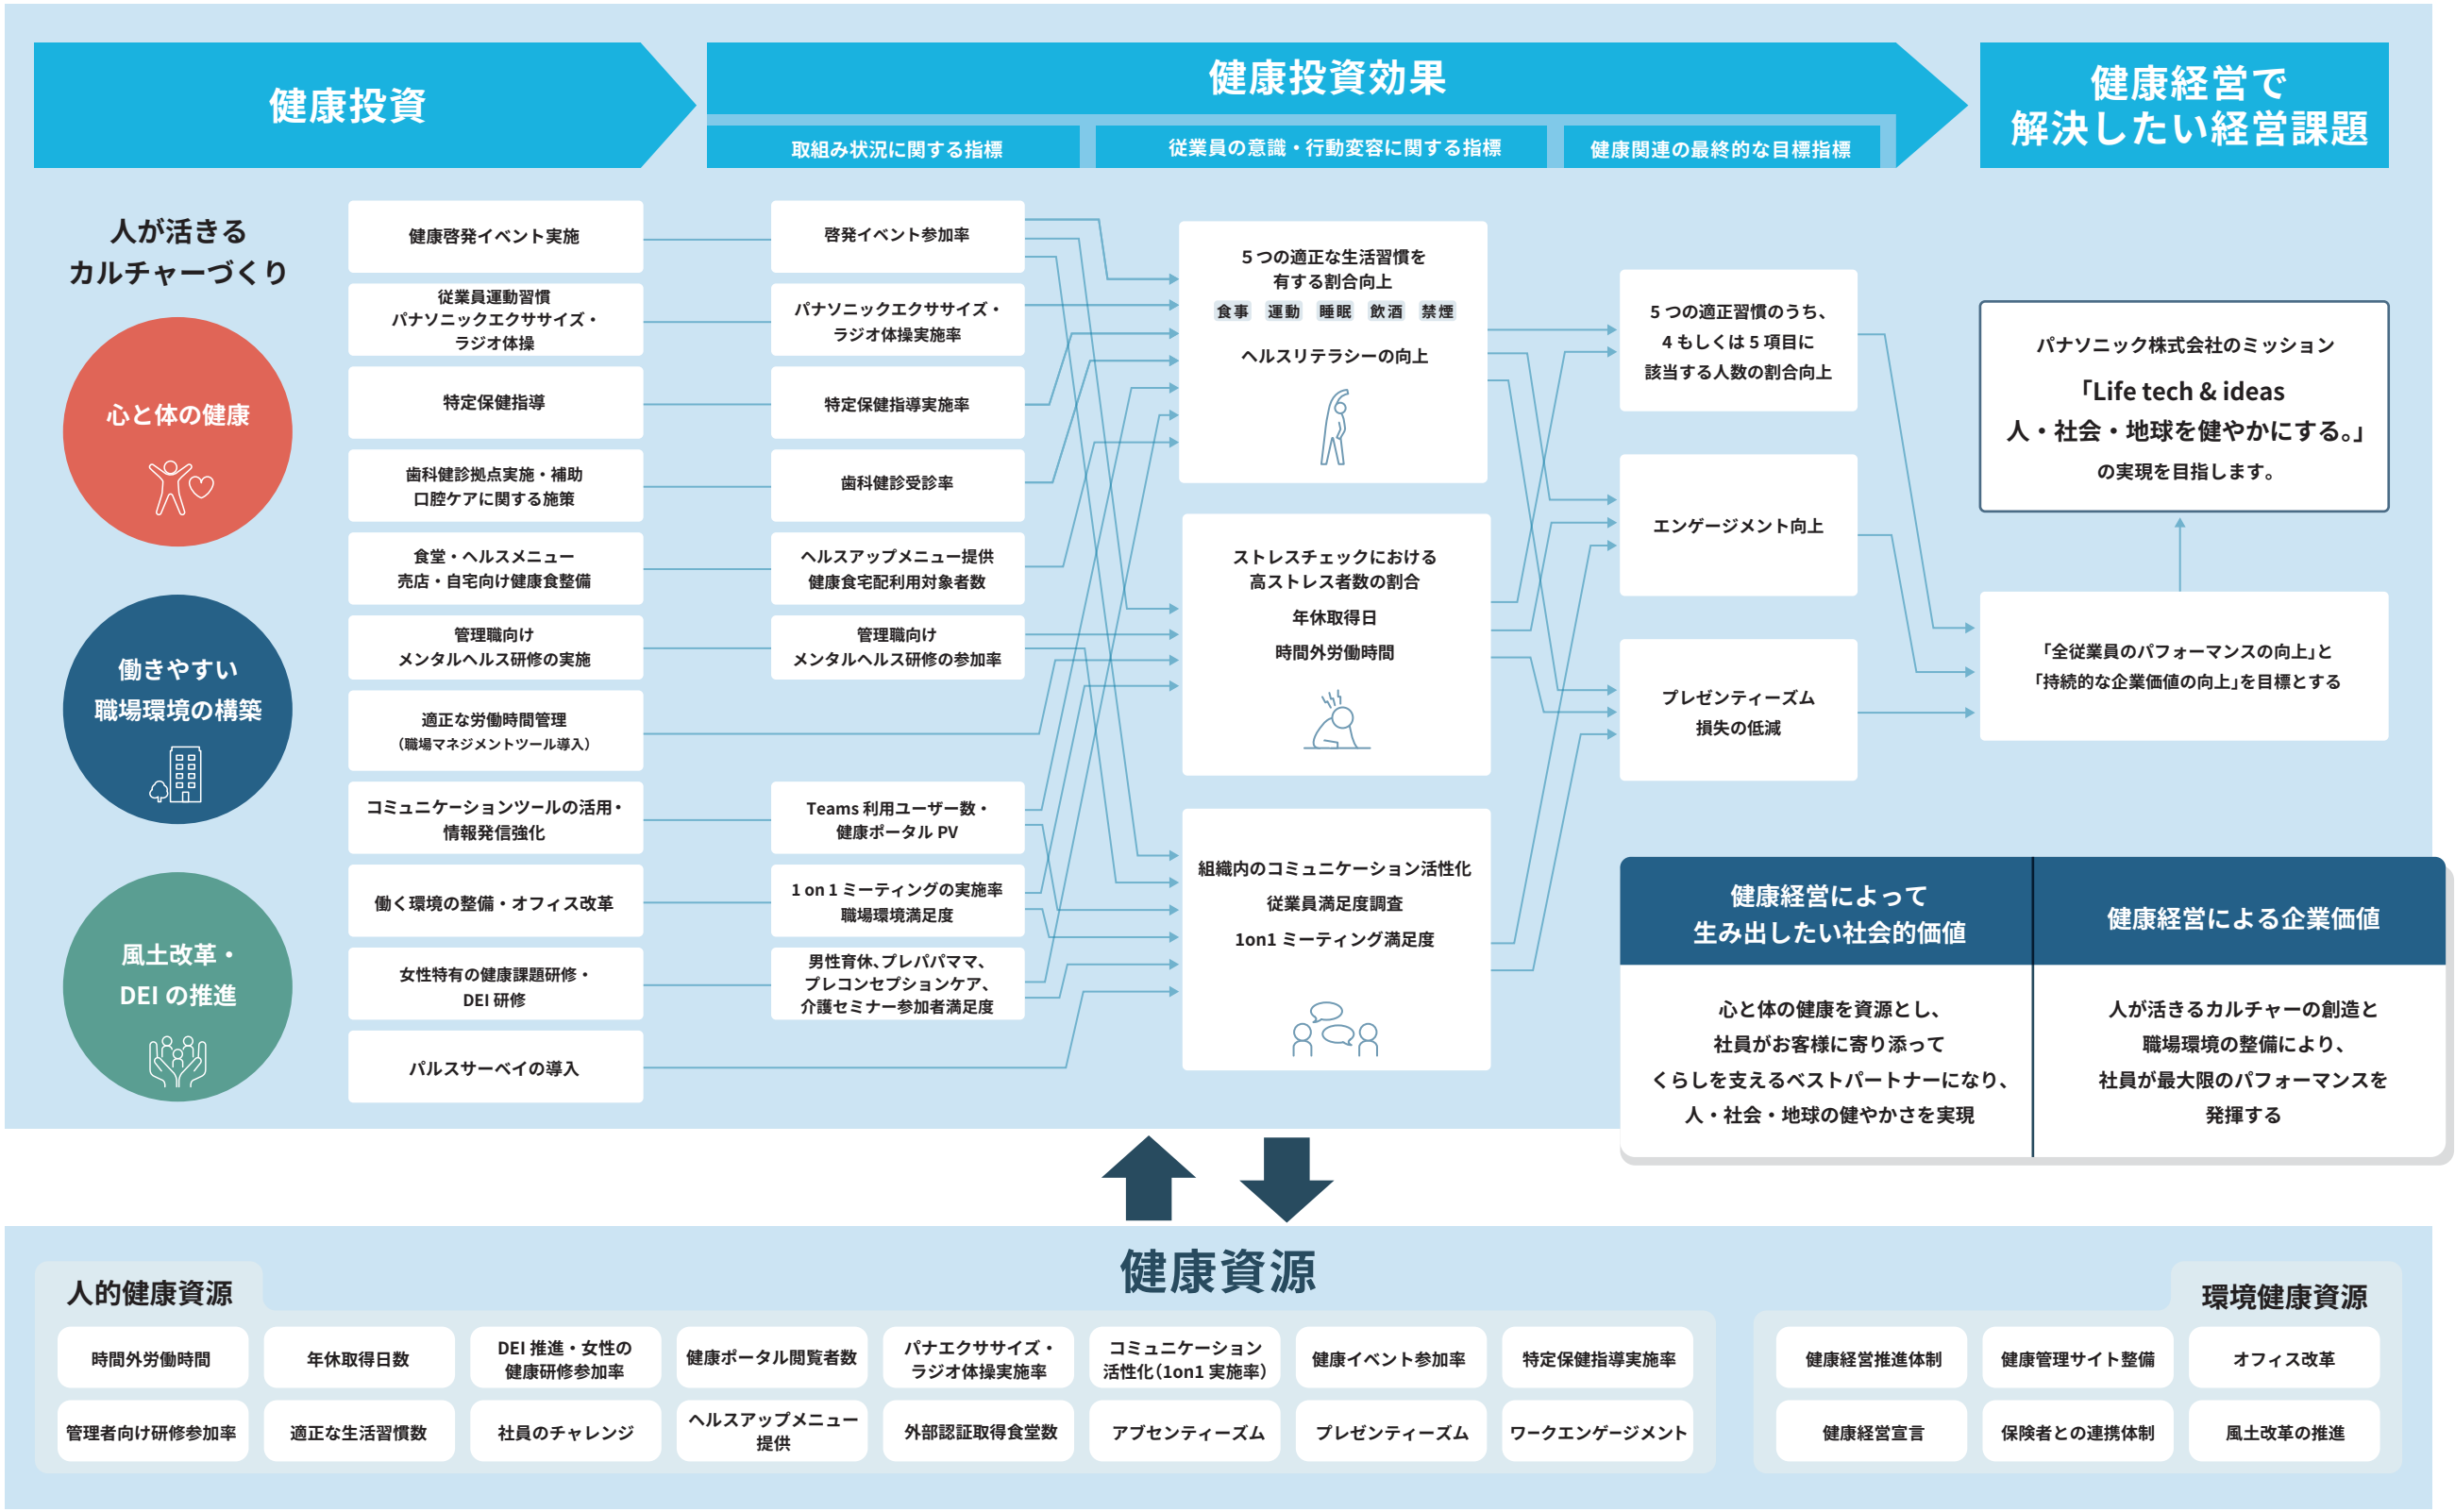 健康投資
健康投資効果
取組み状況に関する指標
従業員の意識・行動変容に関する指標
健康関連の最終的な目標指標
健康経営で
解決したい経営課題
人が活きる
カルチャーづくり
心と体の健康
働きやすい
職場環境の構築
風土改革・
DEI の推進
健康啓発イベント実施
従業員運動習慣
パナソニックエクササイズ・
ラジオ体操
特定保健指導
歯科健診拠点実施・補助
口腔ケアに関する施策
食堂・ヘルスメニュー
売店・自宅向け健康食整備
管理職向け
メンタルヘルス研修の実施
適正な労働時間管理
（職場マネジメントツール導入）
コミュニケーションツールの活用・
情報発信強化
働く環境の整備・オフィス改革
女性特有の健康課題研修・
DEI 研修
パルスサーベイの導入
啓発イベント参加率
パナソニックエクササイズ・
ラジオ体操実施率
特定保健指導実施率
歯科健診受診率
ヘルスアップメニュー提供
健康食宅配利用対象者数
管理職向け
メンタルヘルス研修の参加率
Teams 利用ユーザー数・
健康ポータル PV
1 on 1 ミーティングの実施率
職場環境満足度
男性育休、プレパパママ、
プレコンセプションケア、
介護セミナー参加者満足度
5 つの適正な生活習慣を
有する割合向上
食事 運動 睡眠 飲酒 禁煙
ヘルスリテラシーの向上
ストレスチェックにおける
高ストレス者数の割合
年休取得日
時間外労働時間
組織内のコミュニケーション活性化
従業員満足度調査
1on1 ミーティング満足度
5 つの適正習慣のうち、
4 もしくは 5 項目に
該当する人数の割合向上
エンゲージメント向上
プレゼンティーズム
損失の低減
パナソニック株式会社のミッション
「Life tech & ideas
人・社会・地球を健やかにする。」
の実現を目指します。
「全従業員のパフォーマンスの向上」と
「持続的な企業価値の向上」を目標とする
健康経営によって
生み出したい社会的価値
心と体の健康を資源とし、
社員がお客様に寄り添って
くらしを支えるベストパートナーになり、
人・社会・地球の健やかさを実現
健康経営による企業価値
人が活きるカルチャーの創造と
職場環境の整備により、
社員が最大限のパフォーマンスを
発揮する
健康資源
人的健康資源
時間外労働時間
年休取得日数
DEI 推進・女性の
健康研修参加率
健康ポータル閲覧者数
パナエクササイズ・
ラジオ体操実施率
コミュニケーション
活性化（1on1 実施率）
健康イベント参加率
特定保健指導実施率
管理者向け研修参加率
適正な生活習慣数
社員のチャレンジ
ヘルスアップメニュー
提供
外部認証取得食堂数
アブセンティーズム
プレゼンティーズム
ワークエンゲージメント
環境健康資源
健康経営推進体制
健康管理サイト整備
オフィス改革
健康経営宣言
保険者との連携体制
風土改革の推進